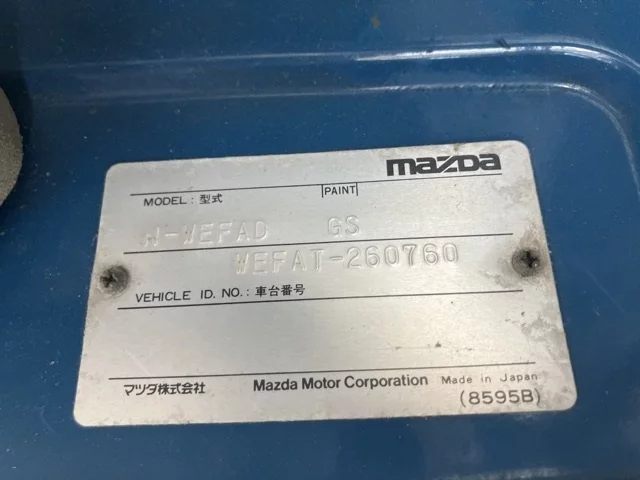 mazda
MODEL : 型式 PAINT
W-WEFAD GS
WEFAT-260760
VEHICLE ID. NO. : 車台番号
マツダ株式会社 Mazda Motor Corporation Made in Japan
(8595B)